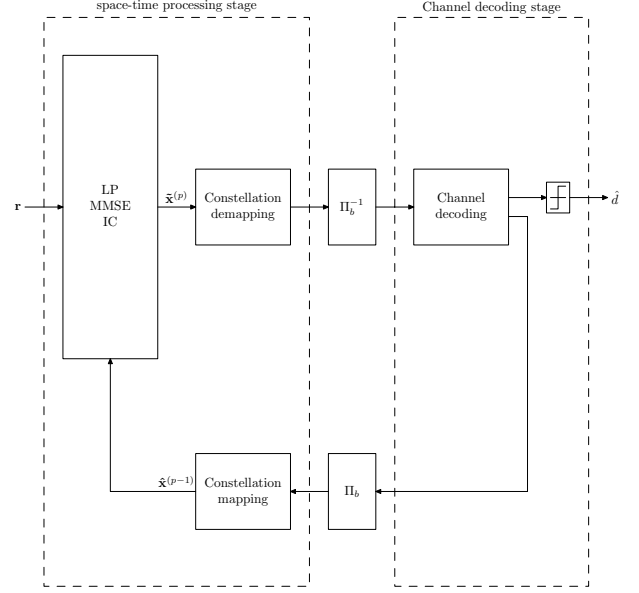 space-time processing stage
Channel decoding stage
LP
MMSE
IC
r
x̃̄^(p)
Constellation
demapping
Π_b^{-1}
Channel
decoding
d̂
x̂^(p−1)
Constellation
mapping
Π_b